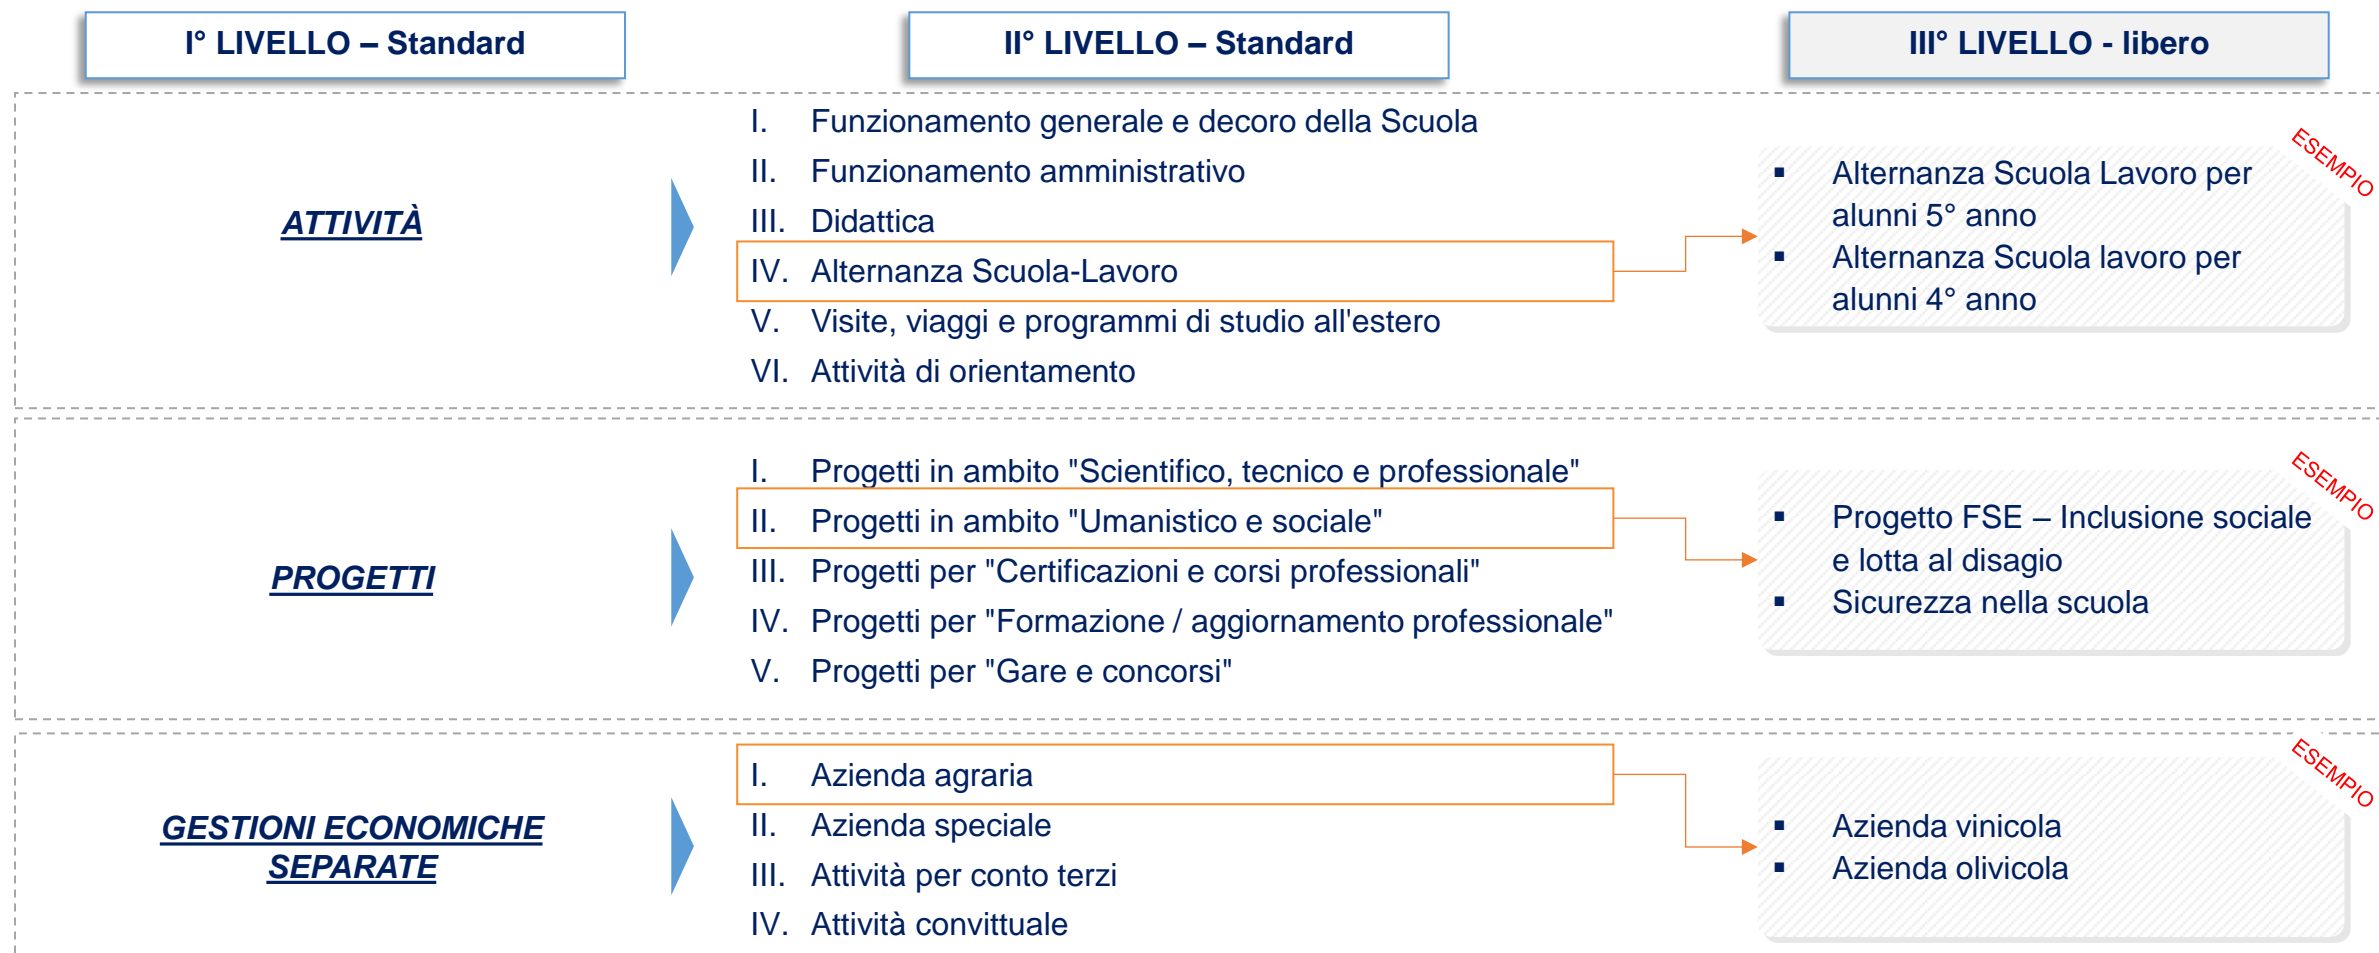 I° LIVELLO – Standard
II° LIVELLO – Standard
III° LIVELLO - libero
ATTIVITÀ
I. Funzionamento generale e decoro della Scuola
II. Funzionamento amministrativo
III. Didattica
IV. Alternanza Scuola-Lavoro
V. Visite, viaggi e programmi di studio all'estero
VI. Attività di orientamento
ESEMPIO
▪ Alternanza Scuola Lavoro per
alunni 5° anno
▪ Alternanza Scuola lavoro per
alunni 4° anno
PROGETTI
I. Progetti in ambito "Scientifico, tecnico e professionale"
II. Progetti in ambito "Umanistico e sociale"
III. Progetti per "Certificazioni e corsi professionali"
IV. Progetti per "Formazione / aggiornamento professionale"
V. Progetti per "Gare e concorsi"
ESEMPIO
▪ Progetto FSE – Inclusione sociale
e lotta al disagio
▪ Sicurezza nella scuola
GESTIONI ECONOMICHE
SEPARATE
I. Azienda agraria
II. Azienda speciale
III. Attività per conto terzi
IV. Attività convittuale
ESEMPIO
▪ Azienda vinicola
▪ Azienda olivicola